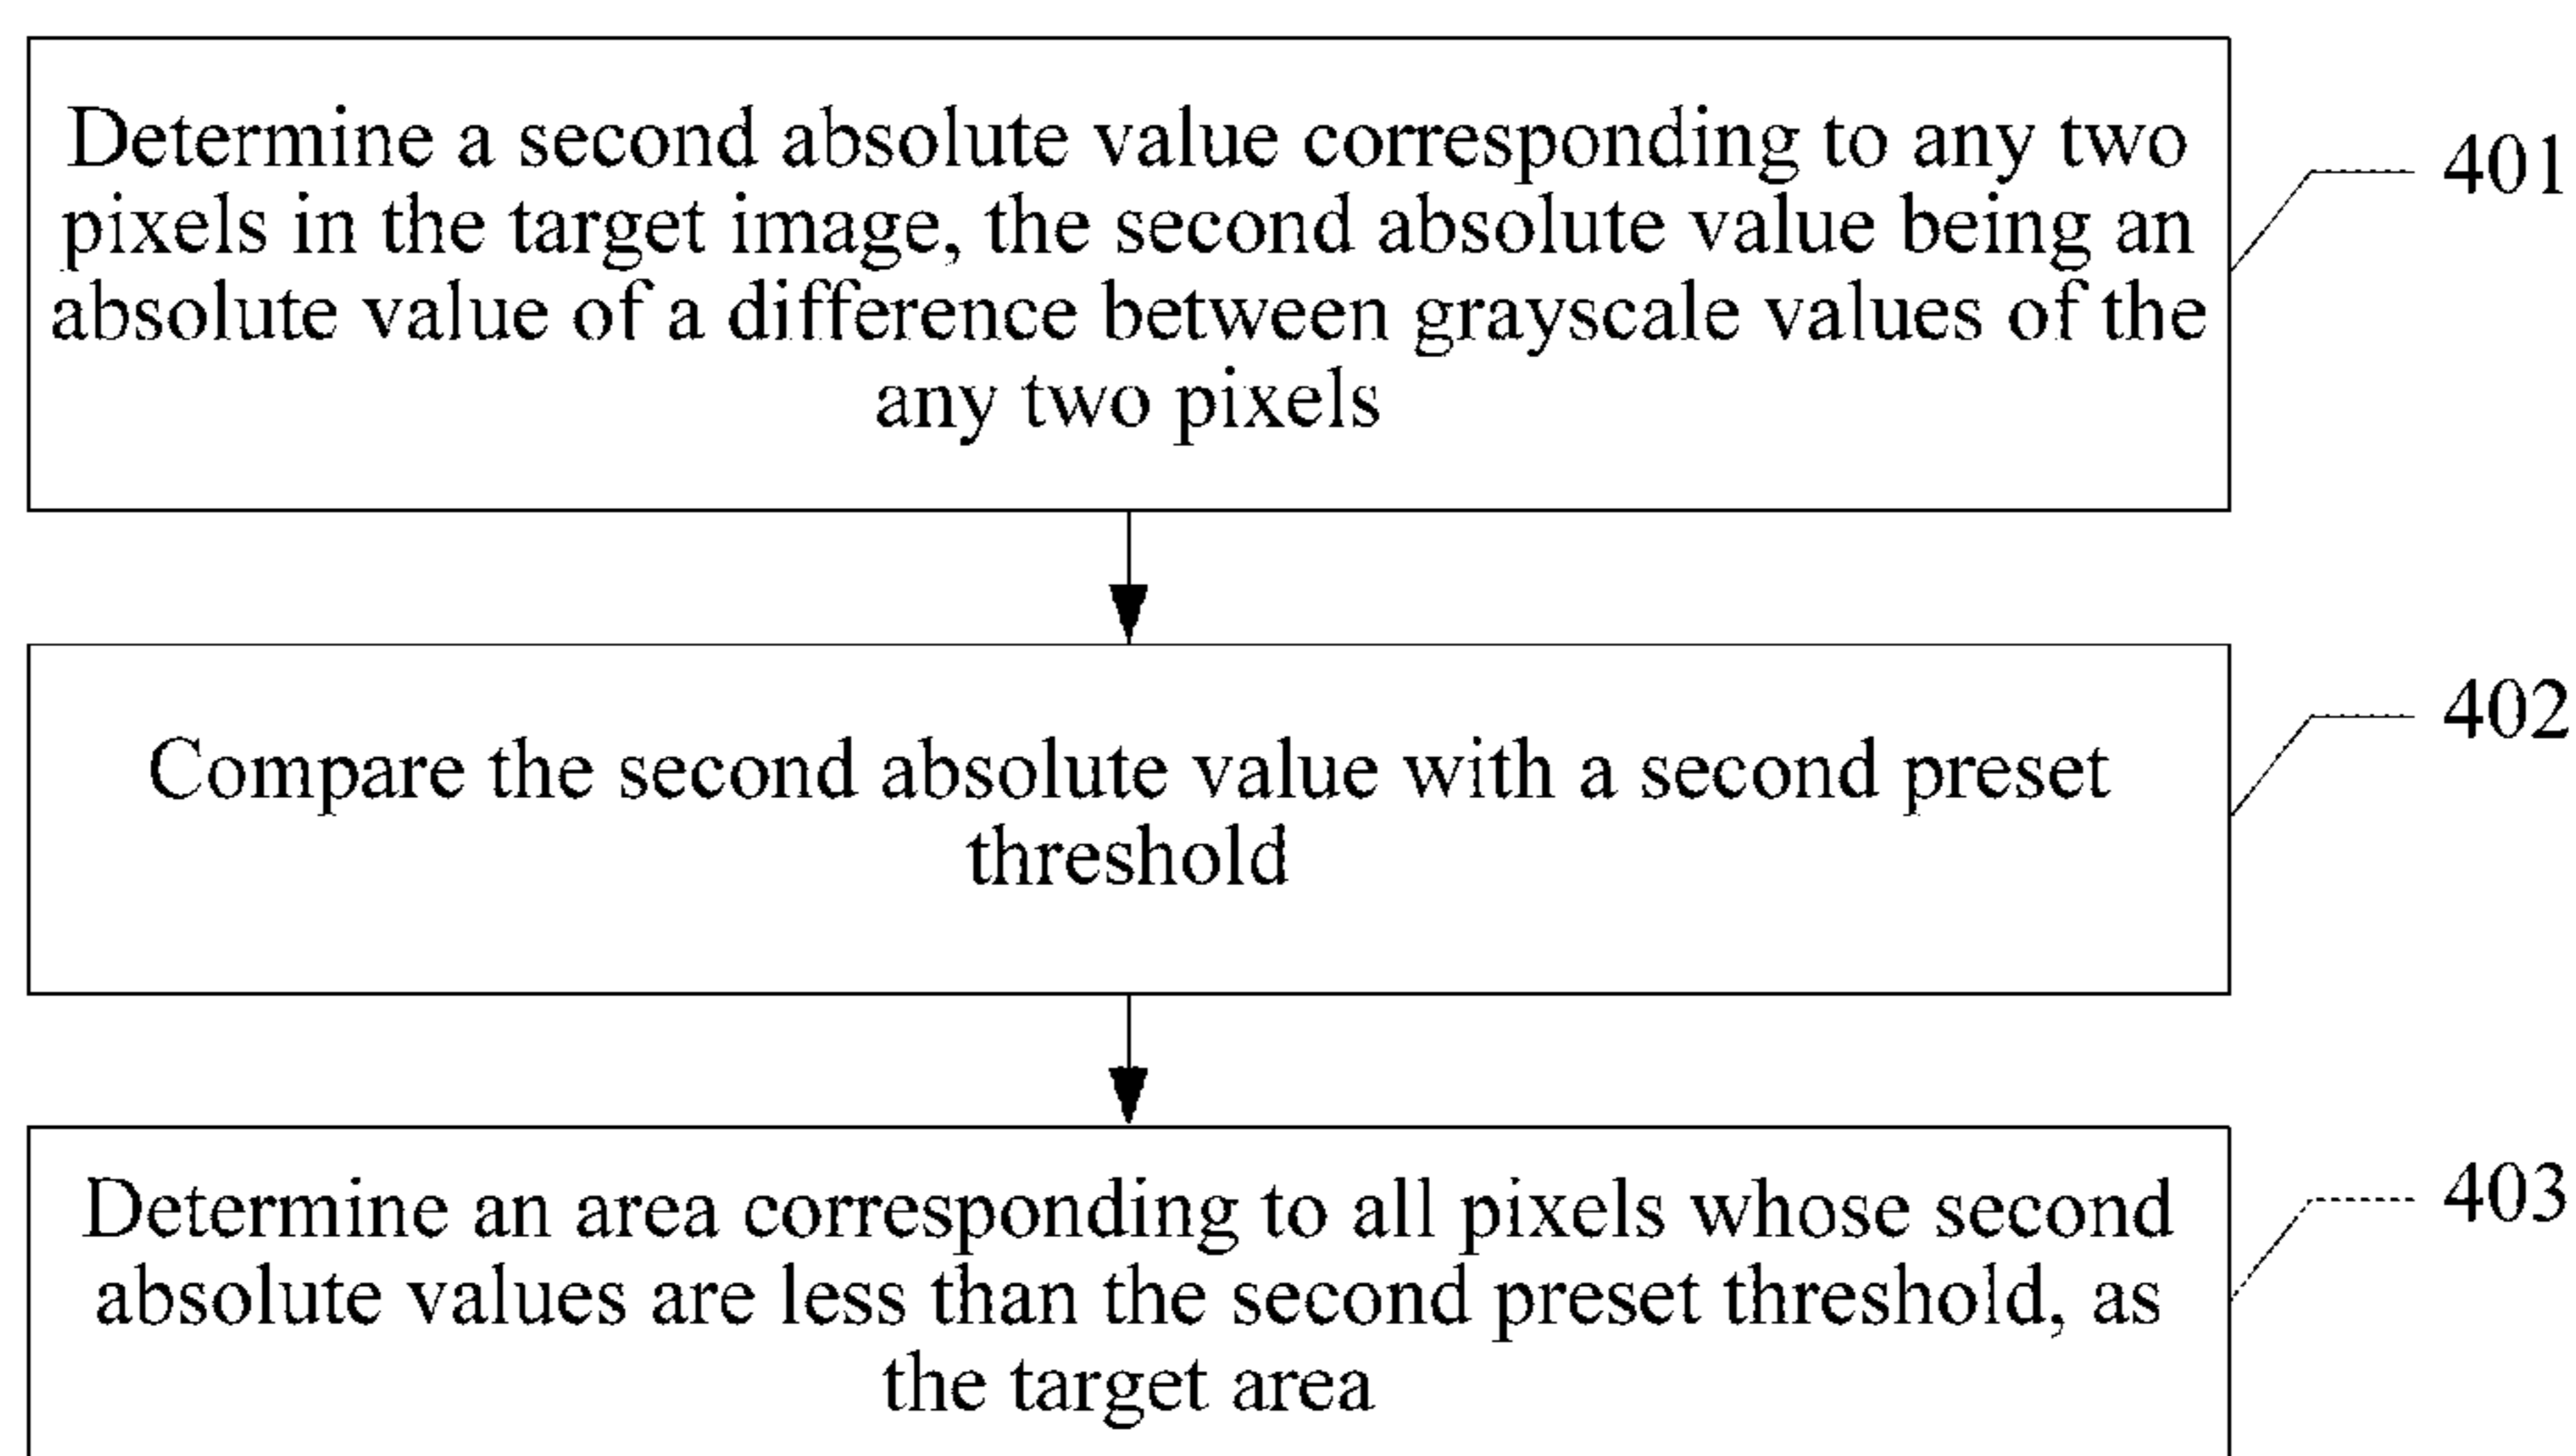 Determine a second absolute value corresponding to any two
pixels in the target image, the second absolute value being an
absolute value of a difference between grayscale values of the
any two pixels
401
Compare the second absolute value with a second preset
threshold
402
Determine an area corresponding to all pixels whose second
absolute values are less than the second preset threshold, as
the target area
403